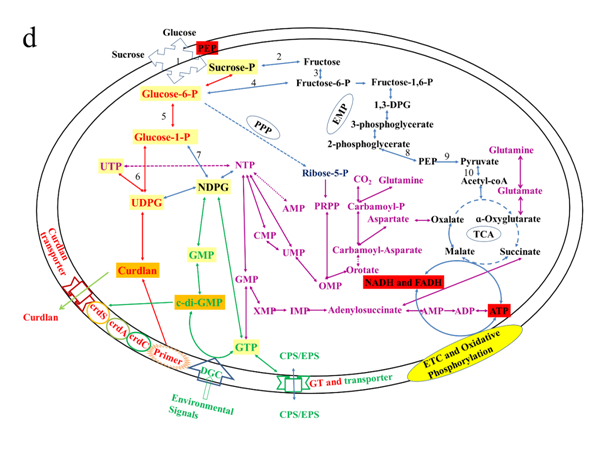 d
Glucose
Sucrose
PEP
1
Sucrose-P
2
Fructose
3
4
Fructose-6-P
Fructose-1,6-P
Glucose-6-P
1,3-DPG
5
PPP
EMP
3-phosphoglycerate
Glucose-1-P
2-phosphoglycerate
8
7
PEP
9
Pyruvate
Glutamine
UTP
NTP
10
Acetyl-coA
6
Ribose-5-P
CO2
Glutamine
NDPG
Glutamate
UDPG
AMP
PRPP
Carbamoyl-P
Aspartate
Oxalate
α-Oxyglutarate
CMP
TCA
GMP
UMP
Carbamoyl-Asparate
Malate
Succinate
Curdlan
transporter
Curdlan
Orotate
GMP
OMP
NADH and FADH
c-di-GMP
XMP
IMP
Adenylosuccinate
AMP
ADP
ATP
Curdlan
crdS
crdA
crdC
Primer
GTP
ETC and Oxidative
Phosphorylation
DGC
CPS/EPS
GT and transporter
Environmental
Signals
CPS/EPS